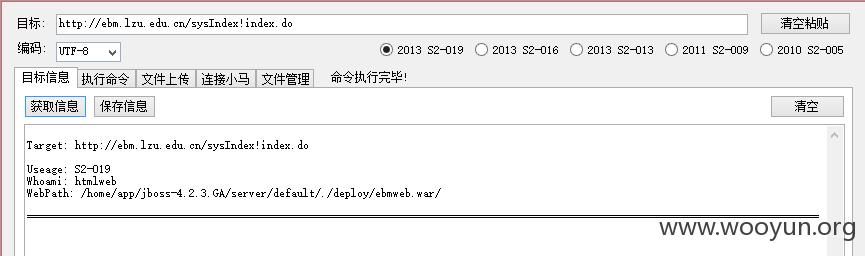 目标: http://ebm.lzu.edu.cn/sysIndex!index.do 清空粘贴
编码: UTF-8 2013 S2-019 2013 S2-016 2013 S2-013 2011 S2-009 2010 S2-005
目标信息 执行命令 文件上传 连接小马 文件管理 命令执行完毕!
获取信息 保存信息 清空
Target: http://ebm.lzu.edu.cn/sysIndex!index.do
Useage: S2-019
Whoami: htmlweb
WebPath: /home/app/jboss-4.2.3.GA/server/default/./deploy/ebmweb.war/
www.wooyun.org